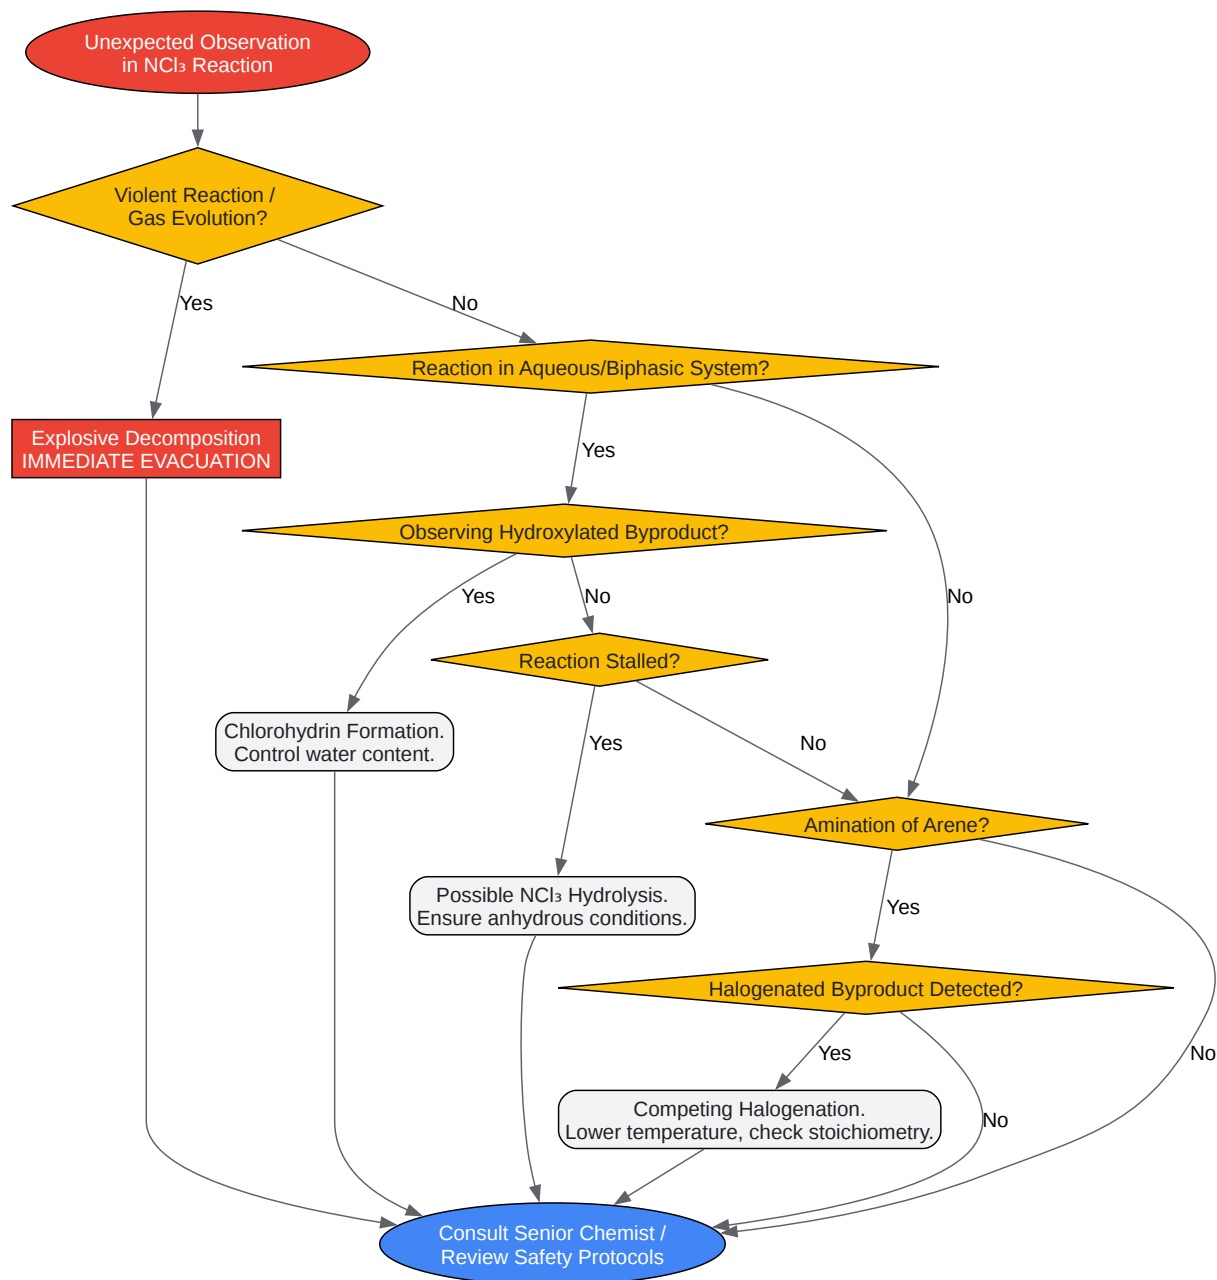 Unexpected Observation
in NCl₃ Reaction
Violent Reaction /
Gas Evolution?
Yes
No
Reaction in Aqueous/Biphasic System?
Explosive Decomposition
IMMEDIATE EVACUATION
Yes
No
Observing Hydroxylated Byproduct?
Yes
No
Reaction Stalled?
Chlorohydrin Formation.
Control water content.
Yes
No
Amination of Arene?
Possible NCl₃ Hydrolysis.
Ensure anhydrous conditions.
Yes
No
Halogenated Byproduct Detected?
Yes
No
Competing Halogenation.
Lower temperature, check stoichiometry.
Consult Senior Chemist /
Review Safety Protocols